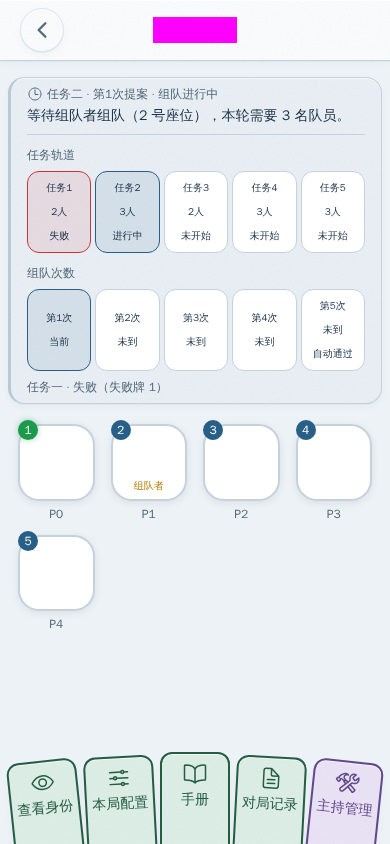 任务二 · 第1次提案 · 组队进行中
等待组队者组队（2 号座位），本轮需要 3 名队员。
任务轨道
任务1
2人
失败
任务2
3人
进行中
任务3
2人
未开始
任务4
3人
未开始
任务5
3人
未开始
组队次数
第1次
当前
第2次
未到
第3次
未到
第4次
未到
第5次
未到
自动通过
任务一 · 失败（失败牌 1）
1
P0
2
组队者
P1
3
P2
4
P3
5
P4
查看身份
本局配置
手册
对局记录
主持管理